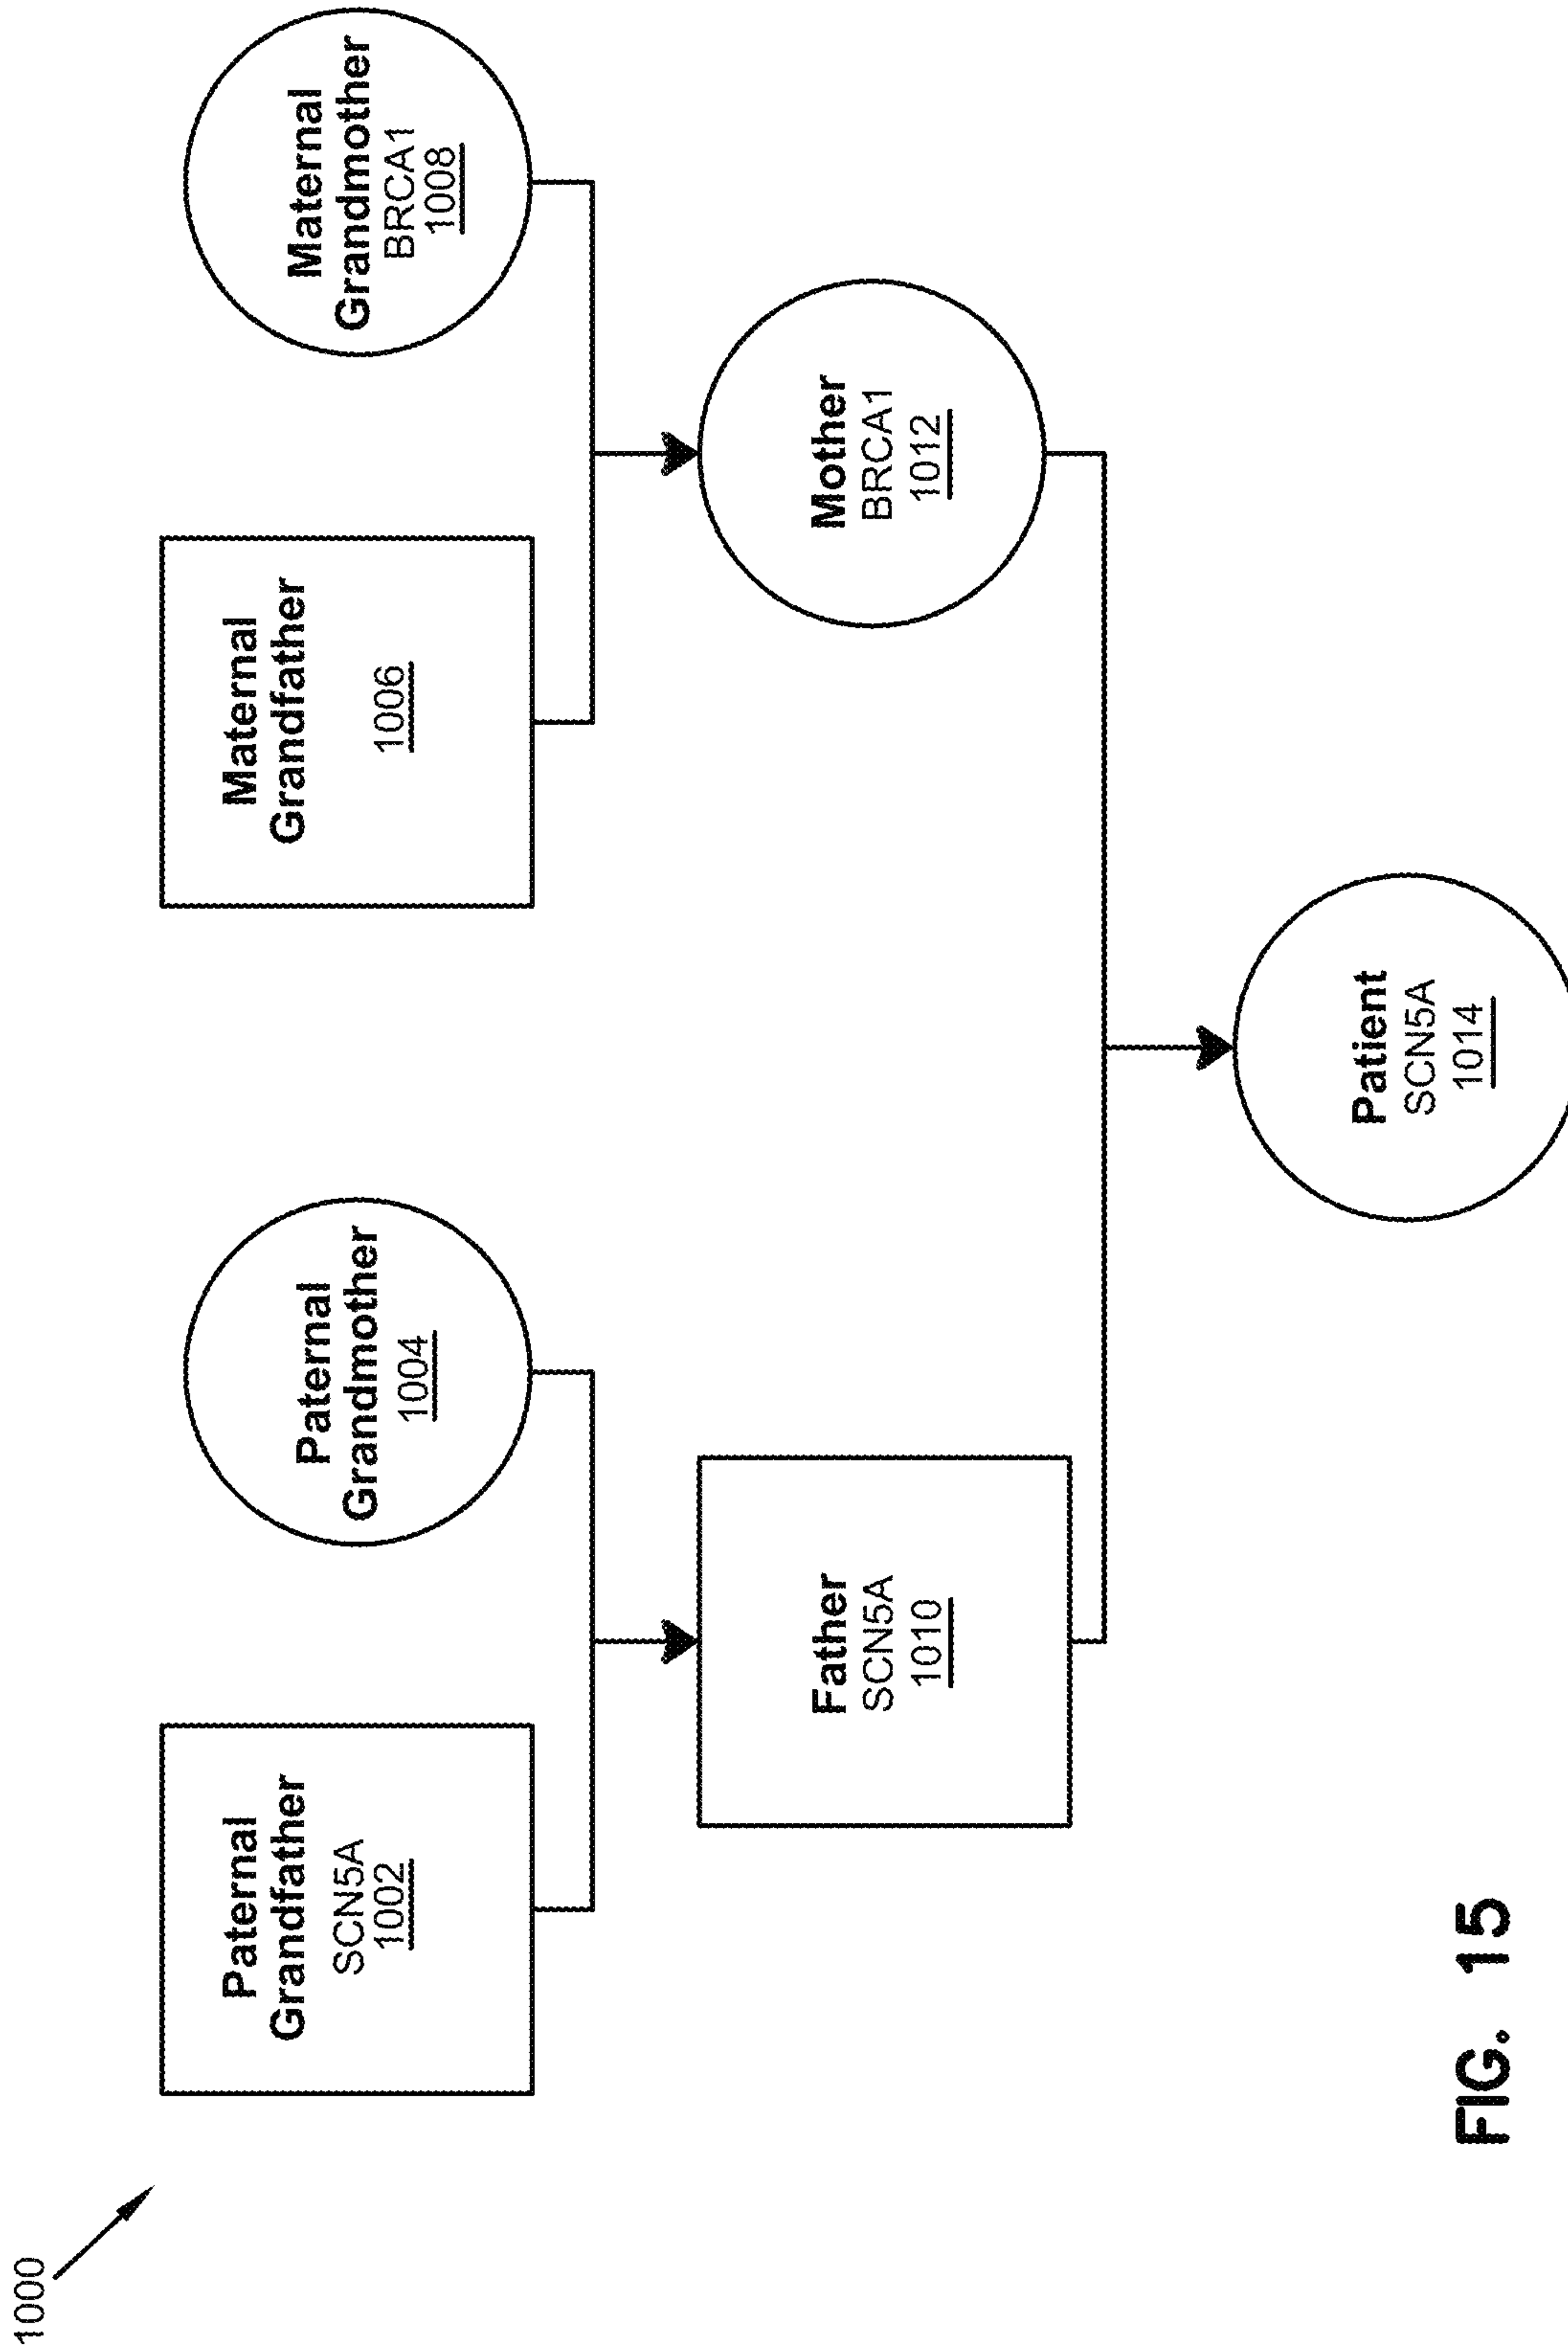 1000
Paternal
Grandfather
SCN5A
1002
Paternal
Grandmother
1004
Maternal
Grandfather
1006
Maternal
Grandmother
BRCA1
1008
Father
SCN5A
1010
Mother
BRCA1
1012
Patient
SCN5A
1014
FIG. 15